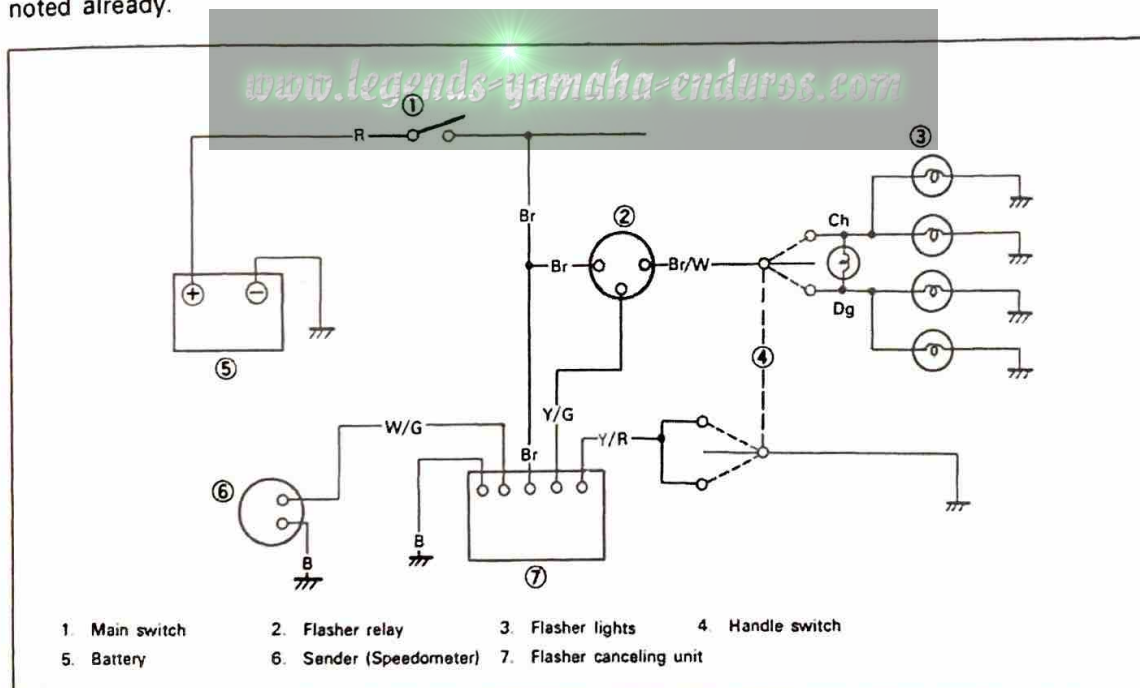 noted already.
www.legends-yamaha-enduros.com
①
R
③
Br
②
Ch
Br
Br/W
+
−
Dg
④
⑤
Y/G
W/G
Y/R
Br
⑥
B
B
⑦
1. Main switch 2. Flasher relay 3. Flasher lights 4. Handle switch
5. Battery 6. Sender (Speedometer) 7. Flasher canceling unit